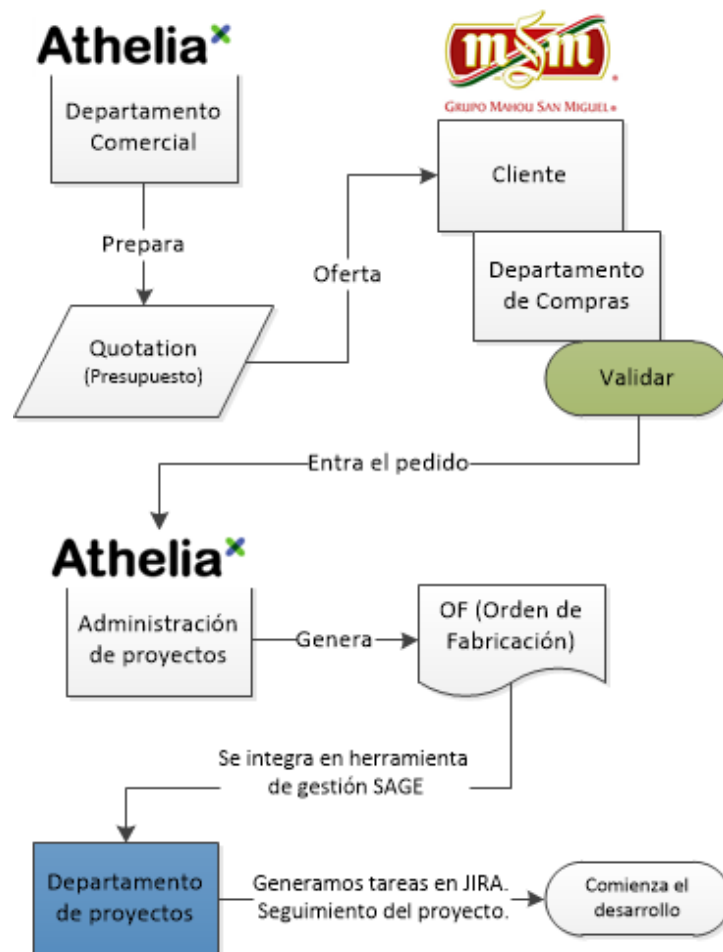 Athelia
Departamento
Comercial
Prepara
Quotation
(Presupuesto)
Oferta
msm
GRUPO MAHOU SAN MIGUEL
Cliente
Departamento
de Compras
Validar
Entra el pedido
Athelia
Administración
de proyectos
Genera
OF (Orden de
Fabricación)
Se integra en herramienta
de gestión SAGE
Departamento
de proyectos
Generamos tareas en JIRA.
Seguimiento del proyecto.
Comienza el
desarrollo